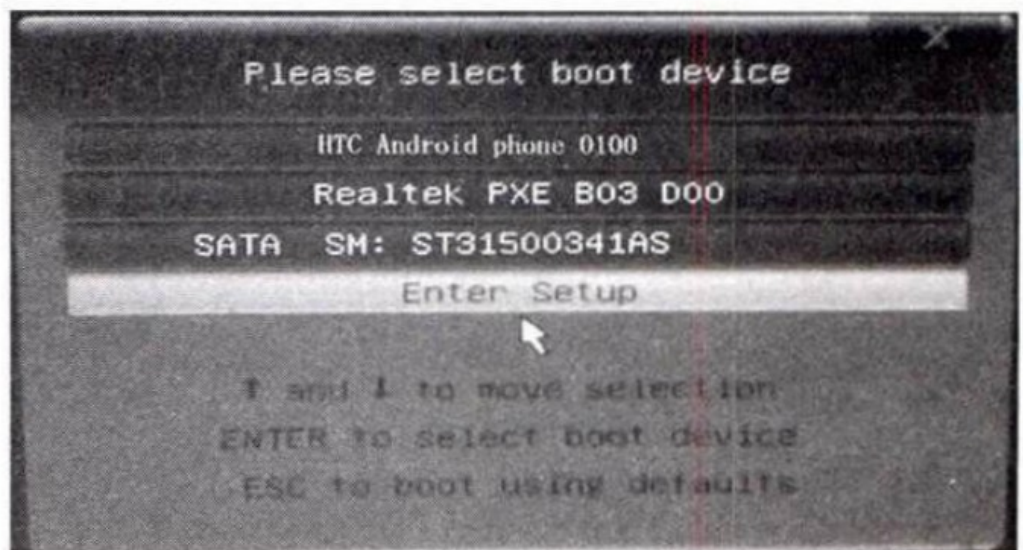 Please select boot device
HTC Android phone 0100
Realtek PXE B03 D00
SATA SM: ST31500341AS
Enter Setup
↑ and ↓ to move selection
ENTER to select boot device
ESC to boot using defaults